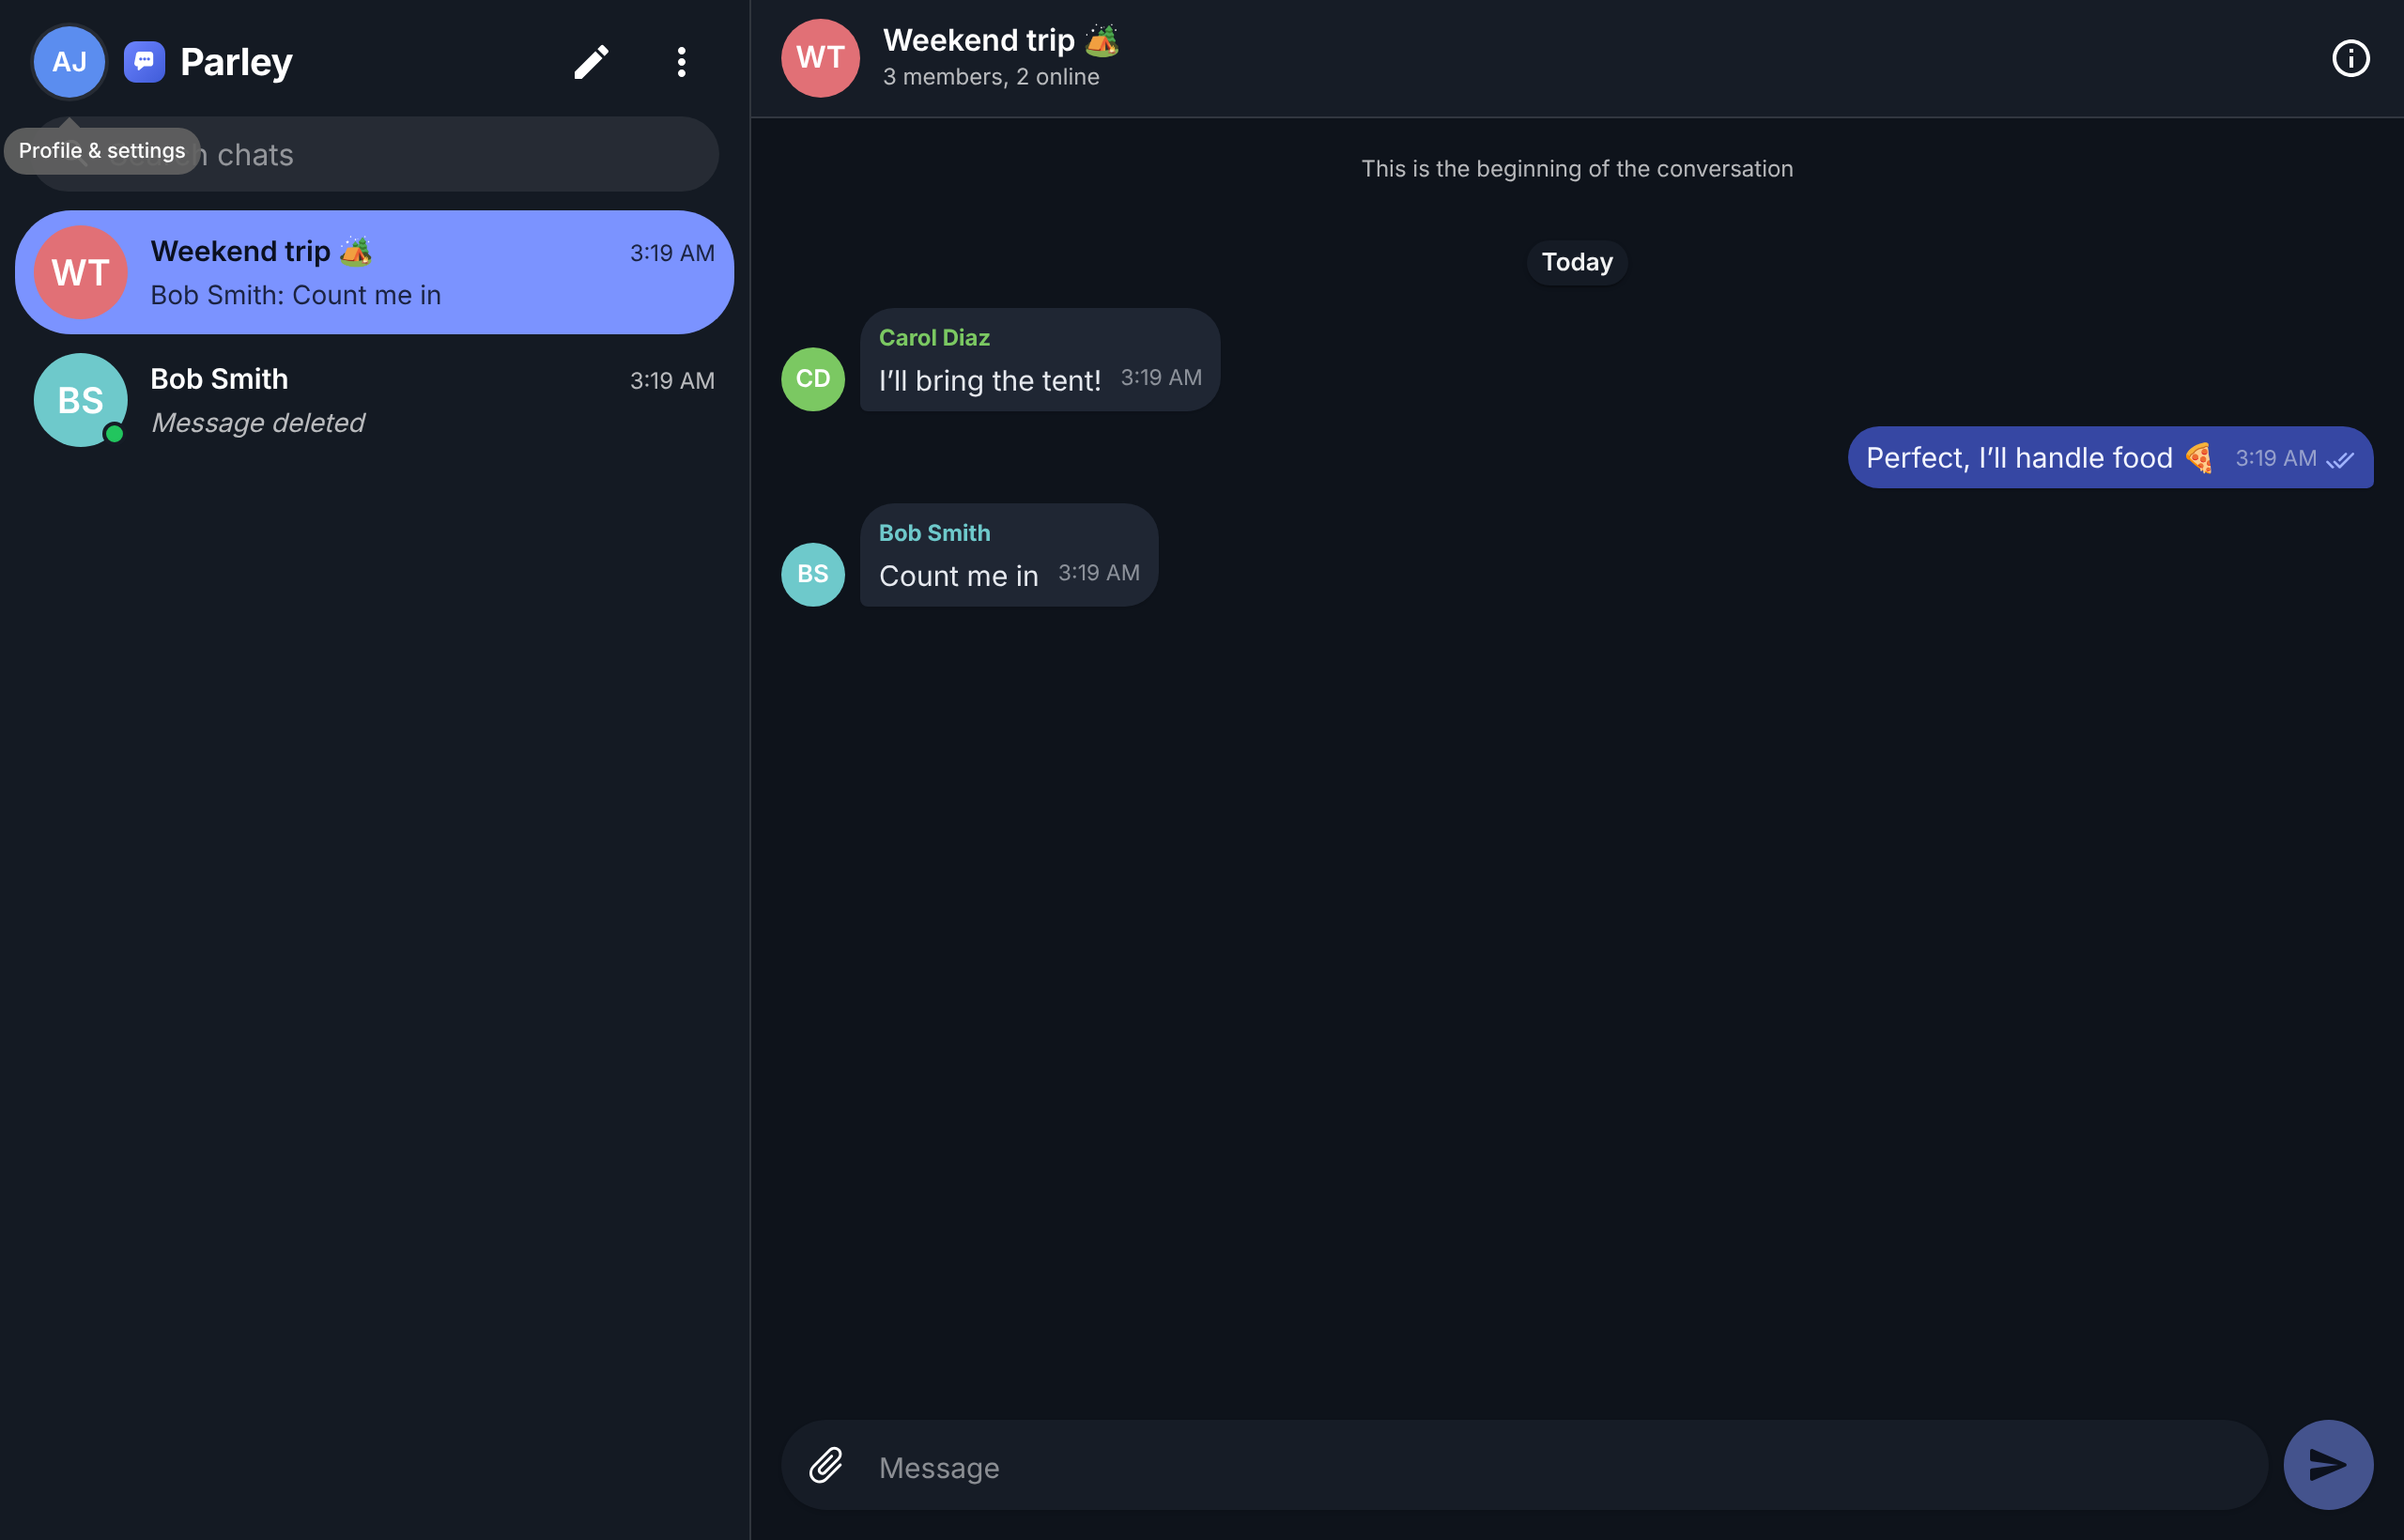 AJ
Parley
Profile & settings
chats
WT
Weekend trip 🏕️
3:19 AM
Bob Smith: Count me in
BS
Bob Smith
3:19 AM
Message deleted
WT
Weekend trip 🏕️
3 members, 2 online
This is the beginning of the conversation
Today
Carol Diaz
CD
I’ll bring the tent! 3:19 AM
Perfect, I’ll handle food 🍕 3:19 AM
Bob Smith
BS
Count me in 3:19 AM
Message